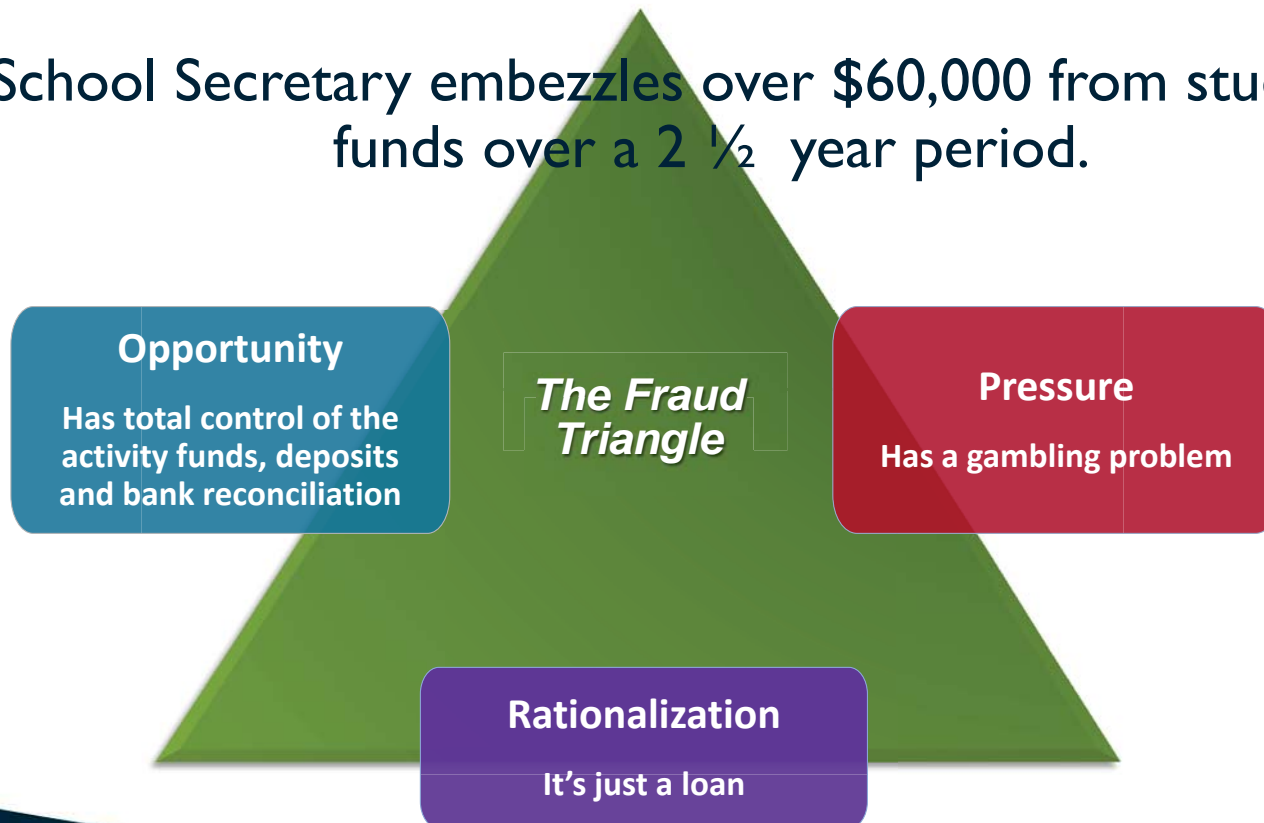 School Secretary embezzles over $60,000 from
funds over a 2 ½ year period.
Opportunity
Has total control of the
activity funds, deposits
and bank reconciliation
The Fraud
Triangle
Pressure
Has a gambling problem
Rationalization
It’s just a loan